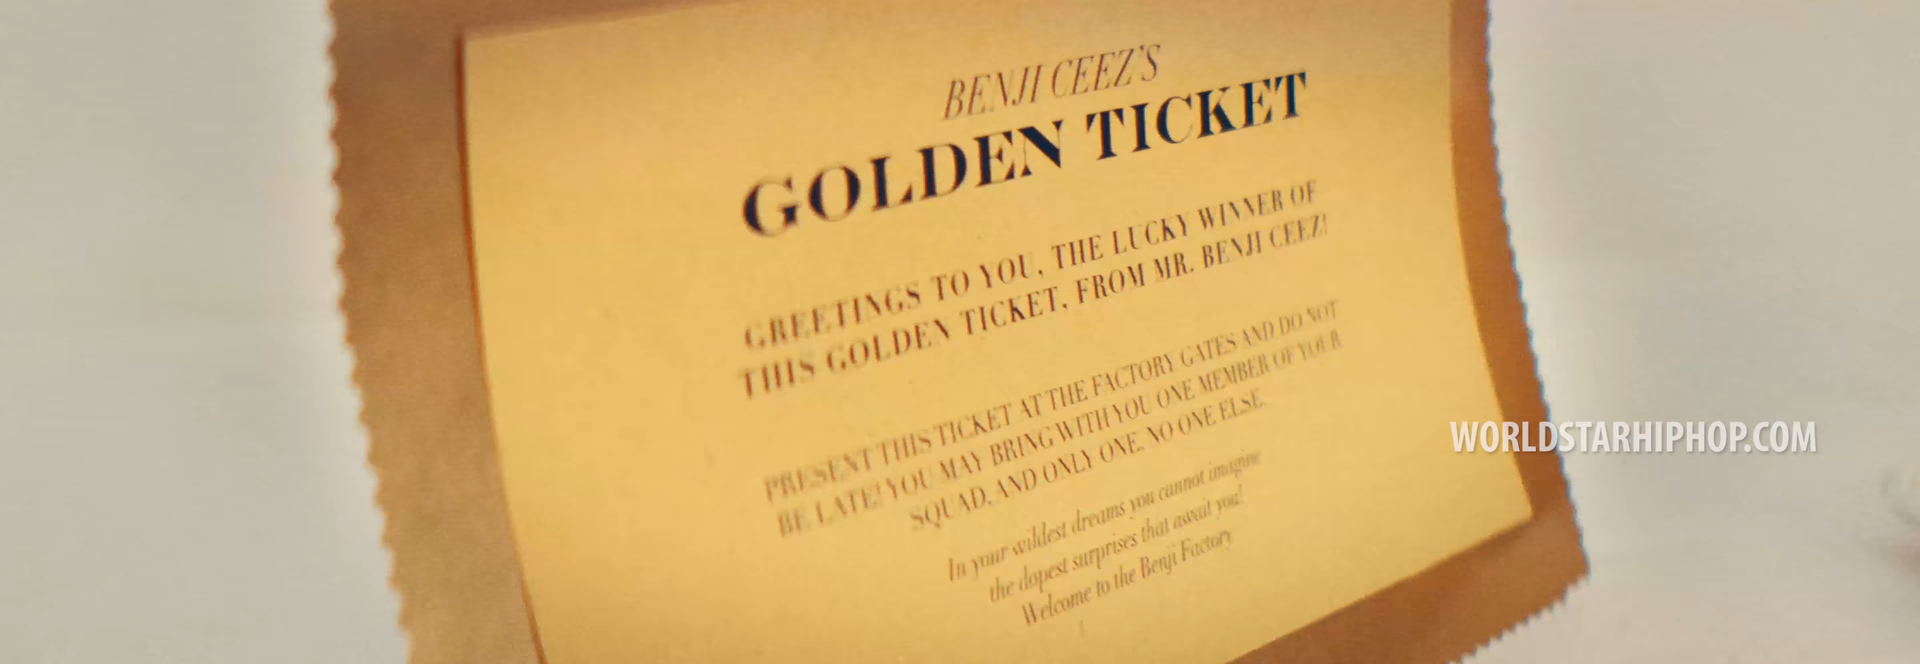 BENJI CEEZ'S
GOLDEN TICKET
GREETINGS TO YOU, THE LUCKY WINNER OF
THIS GOLDEN TICKET, FROM MR. BENJI CEEZ!
PRESENT THIS TICKET AT THE FACTORY GATES AND DO NOT
BE LATE! YOU MAY BRING WITH YOU ONE MEMBER OF YOUR
SQUAD, AND ONLY ONE. NO ONE ELSE.
In your wildest dreams you cannot imagine
the dopest surprises that await you!
Welcome to the Benji Factory.
WORLDSTARHIPHOP.COM